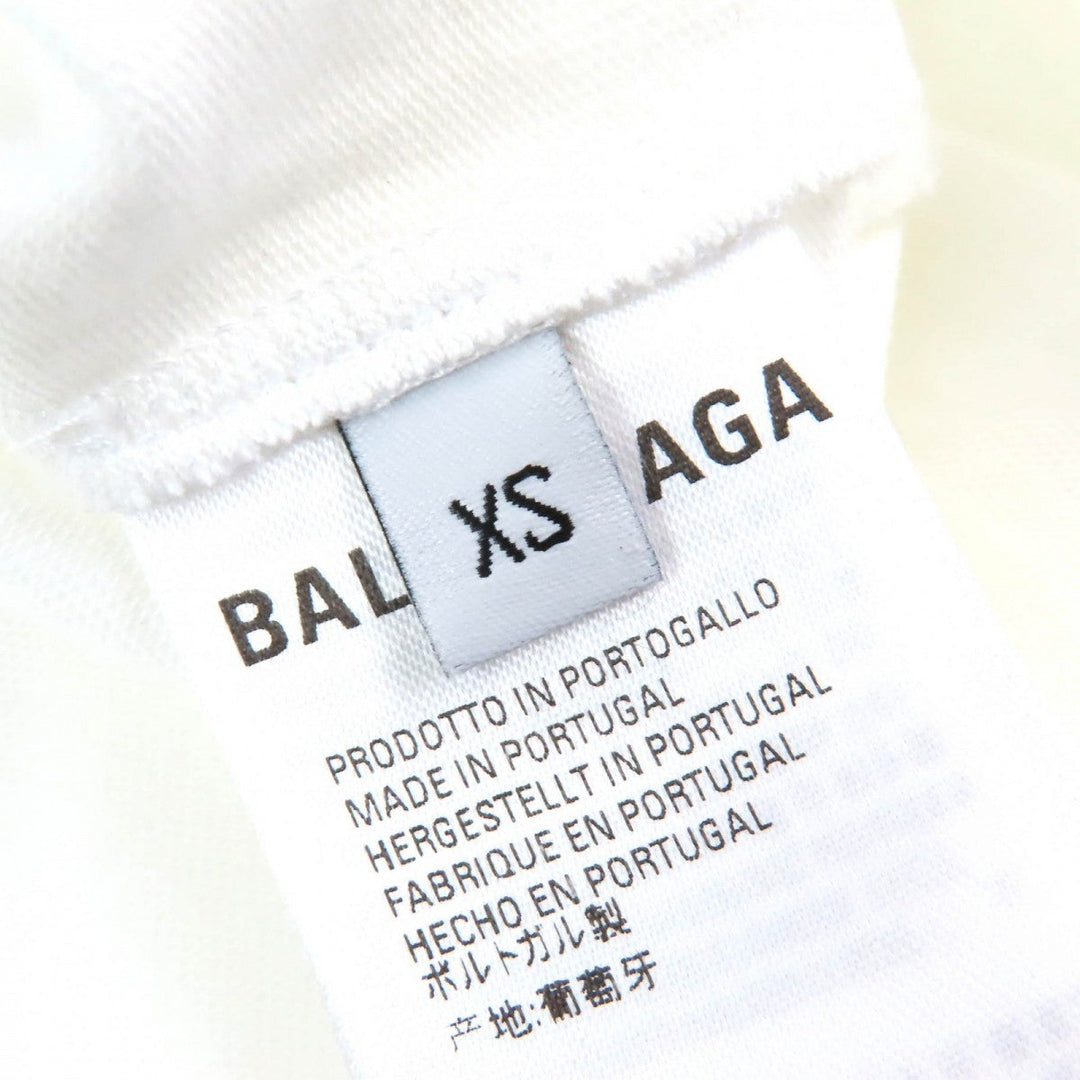 BAL AGA
XS
PRODOTTO IN PORTOGALLO
MADE IN PORTUGAL
HERGESTELLT IN PORTUGAL
FABRIQUE EN PORTUGAL
HECHO EN PORTUGAL
ポルトガル製
产地:葡萄牙